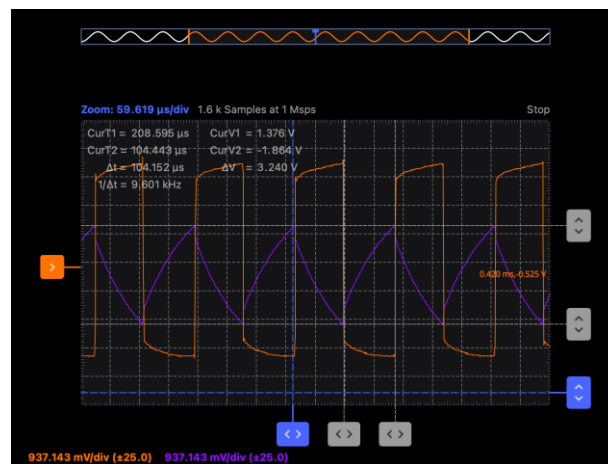 Zoom: 59.619 µs/div 1.6 k Samples at 1 Msps Stop
CurT1 = 208.595 µs CurV1 = 1.376 V
CurT2 = 104.443 µs CurV2 = -1.864 V
Δt = 104.152 µs ΔV = 3.240 V
1/Δt = 9.601 kHz
0.420 ms,-0.525 V
937.143 mV/div (±25.0) 937.143 mV/div (±25.0)